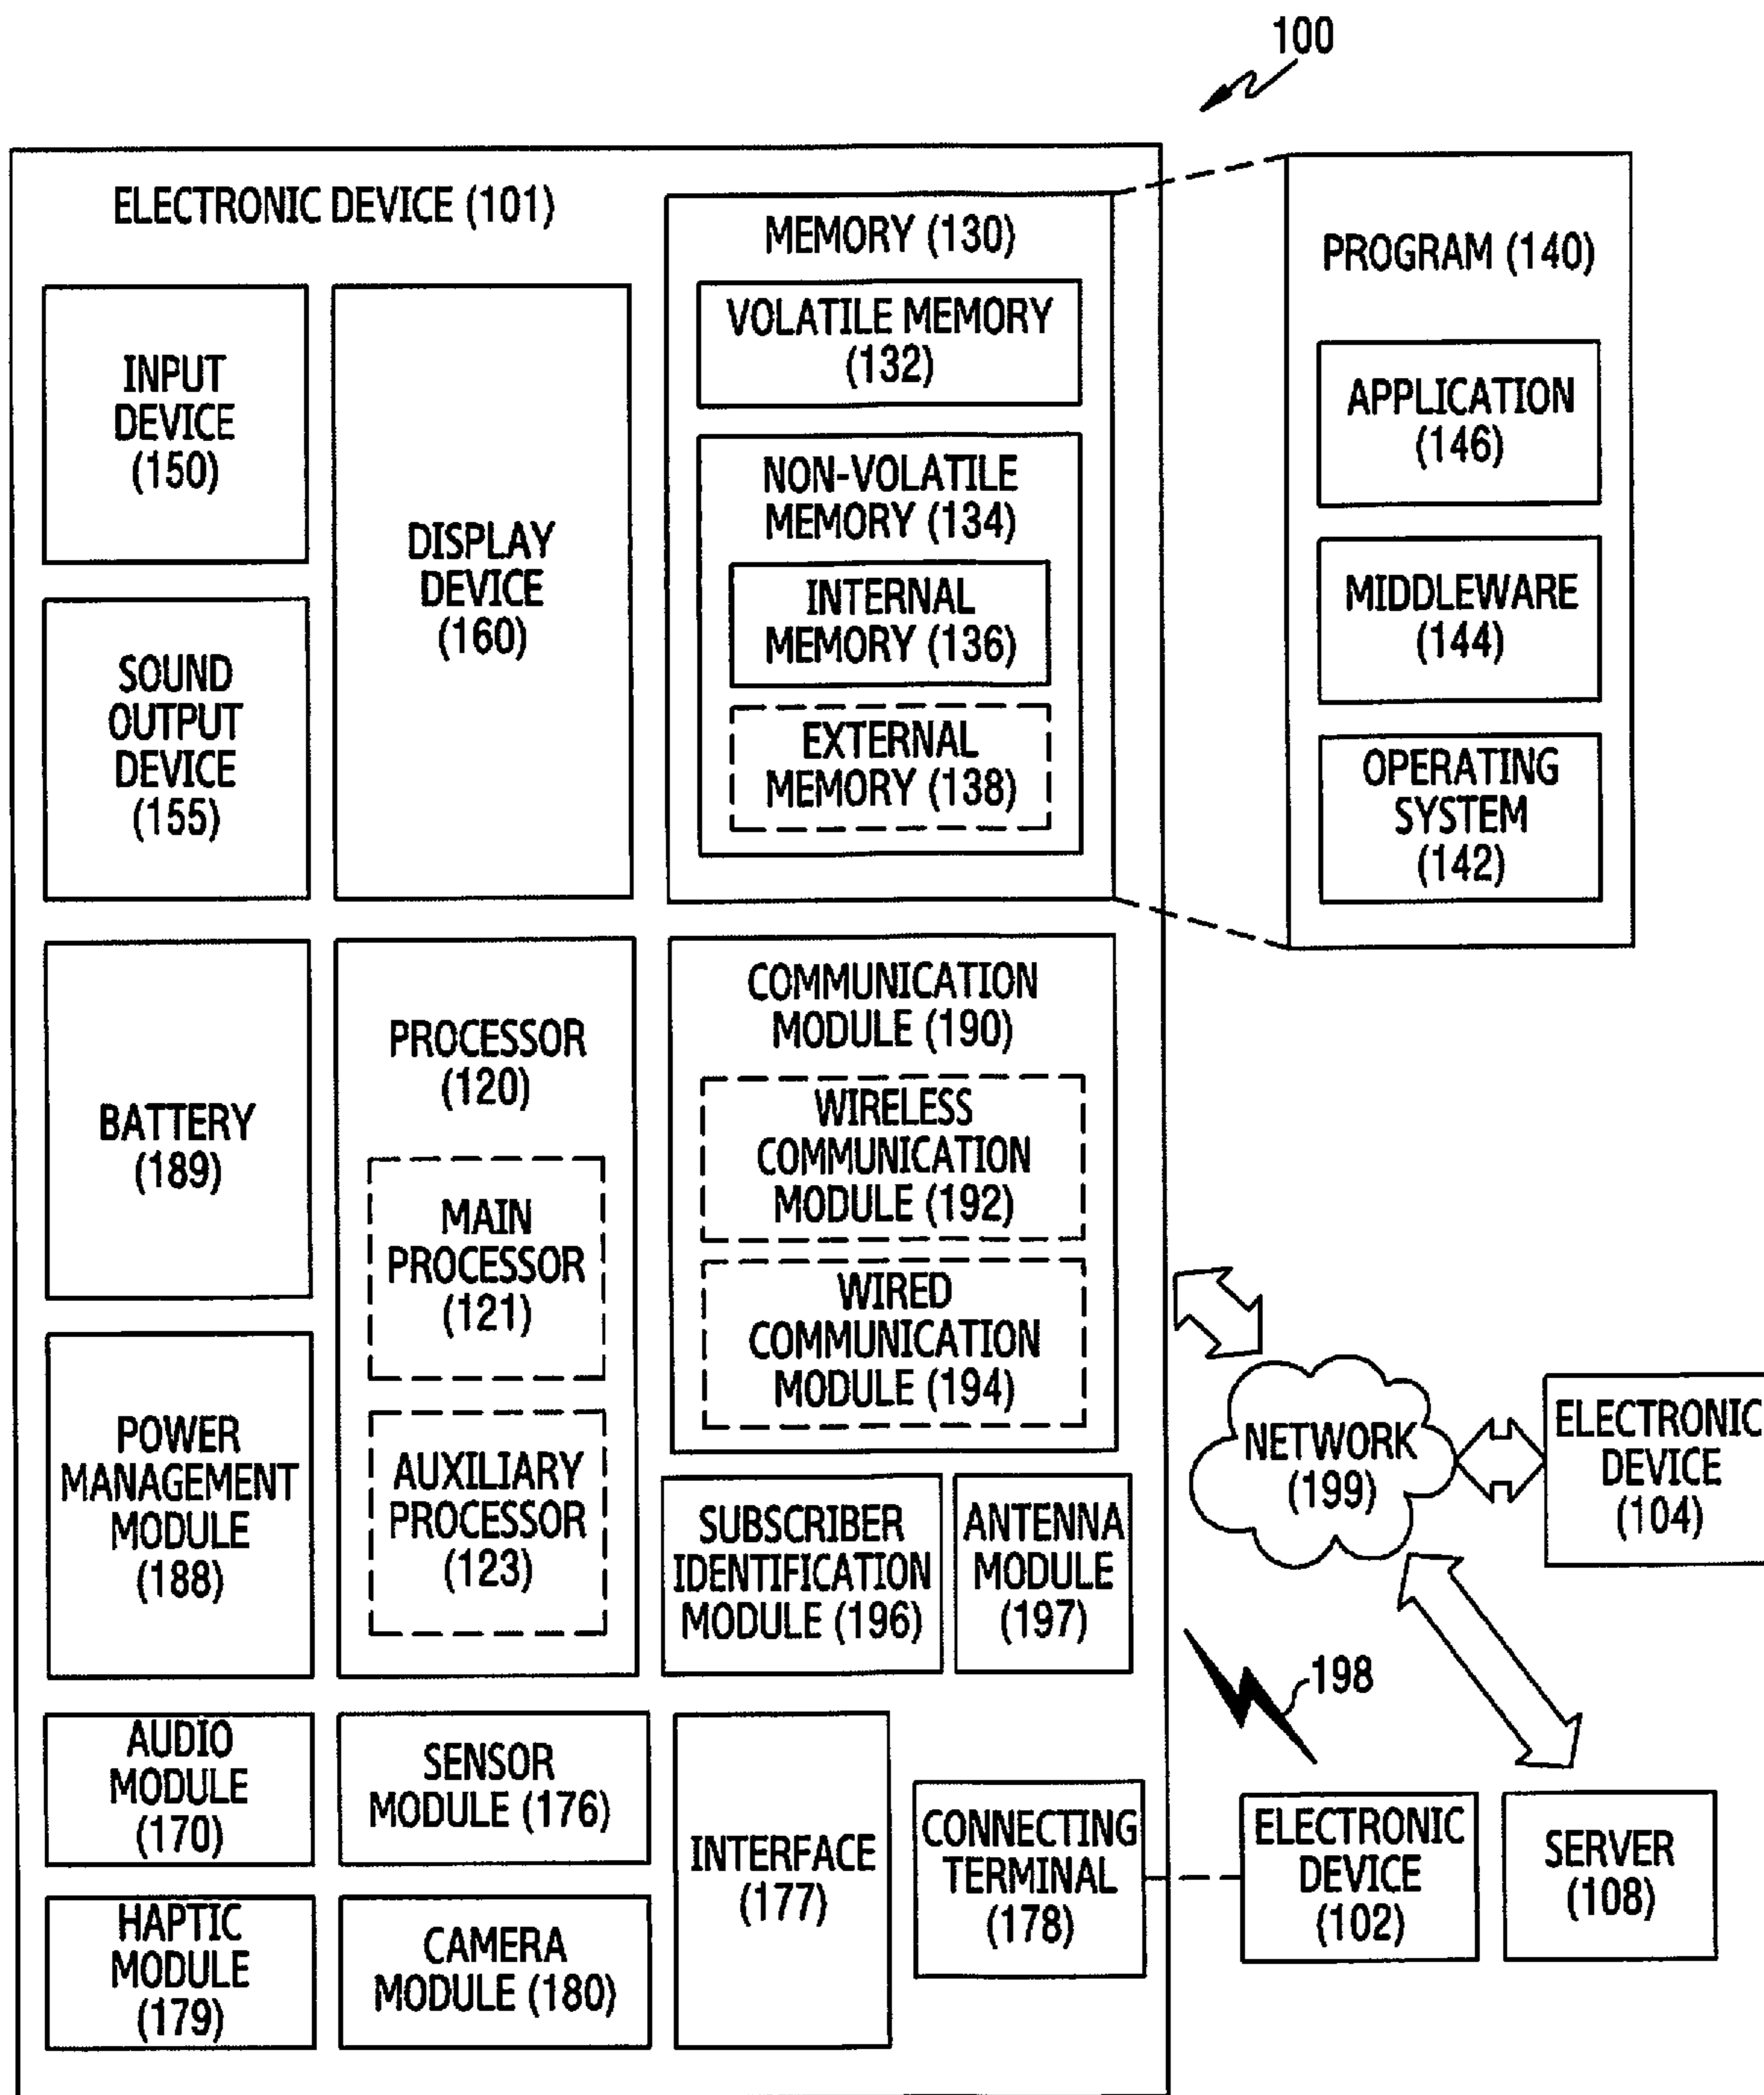 100
ELECTRONIC DEVICE (101)
INPUT
DEVICE
(150)
SOUND
OUTPUT
DEVICE
(155)
DISPLAY
DEVICE
(160)
MEMORY (130)
VOLATILE MEMORY
(132)
NON-VOLATILE
MEMORY (134)
INTERNAL
MEMORY (136)
EXTERNAL
MEMORY (138)
PROGRAM (140)
APPLICATION
(146)
MIDDLEWARE
(144)
OPERATING
SYSTEM
(142)
BATTERY
(189)
POWER
MANAGEMENT
MODULE
(188)
PROCESSOR
(120)
MAIN
PROCESSOR
(121)
AUXILIARY
PROCESSOR
(123)
COMMUNICATION
MODULE (190)
WIRELESS
COMMUNICATION
MODULE (192)
WIRED
COMMUNICATION
MODULE (194)
SUBSCRIBER
IDENTIFICATION
MODULE (196)
ANTENNA
MODULE
(197)
NETWORK
(199)
ELECTRONIC
DEVICE
(104)
198
AUDIO
MODULE
(170)
SENSOR
MODULE (176)
HAPTIC
MODULE
(179)
CAMERA
MODULE (180)
INTERFACE
(177)
CONNECTING
TERMINAL
(178)
ELECTRONIC
DEVICE
(102)
SERVER
(108)